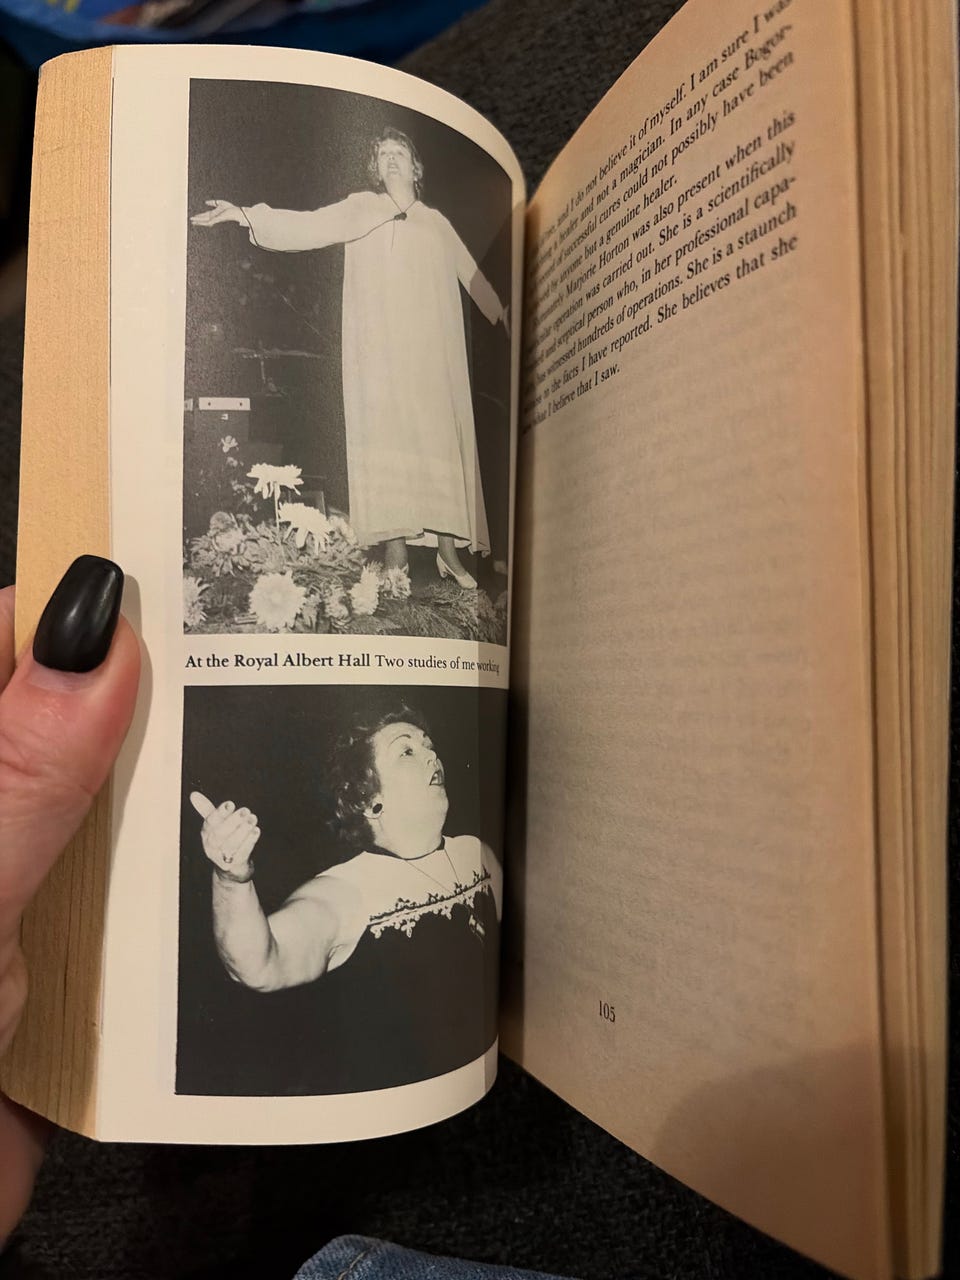 At the Royal Albert Hall Two studies of me working
and I do not believe it of myself. I am sure I was
being a healer and not a magician. In any case Bogor-
of successful cures could not possibly have been
by anyone but a genuine healer.
Marjorie Horton was also present when this
operation was carried out. She is a scientifically
and sceptical person who, in her professional capa-
has witnessed hundreds of operations. She is a staunch
to the facts I have reported. She believes that she
what I believe that I saw.
105